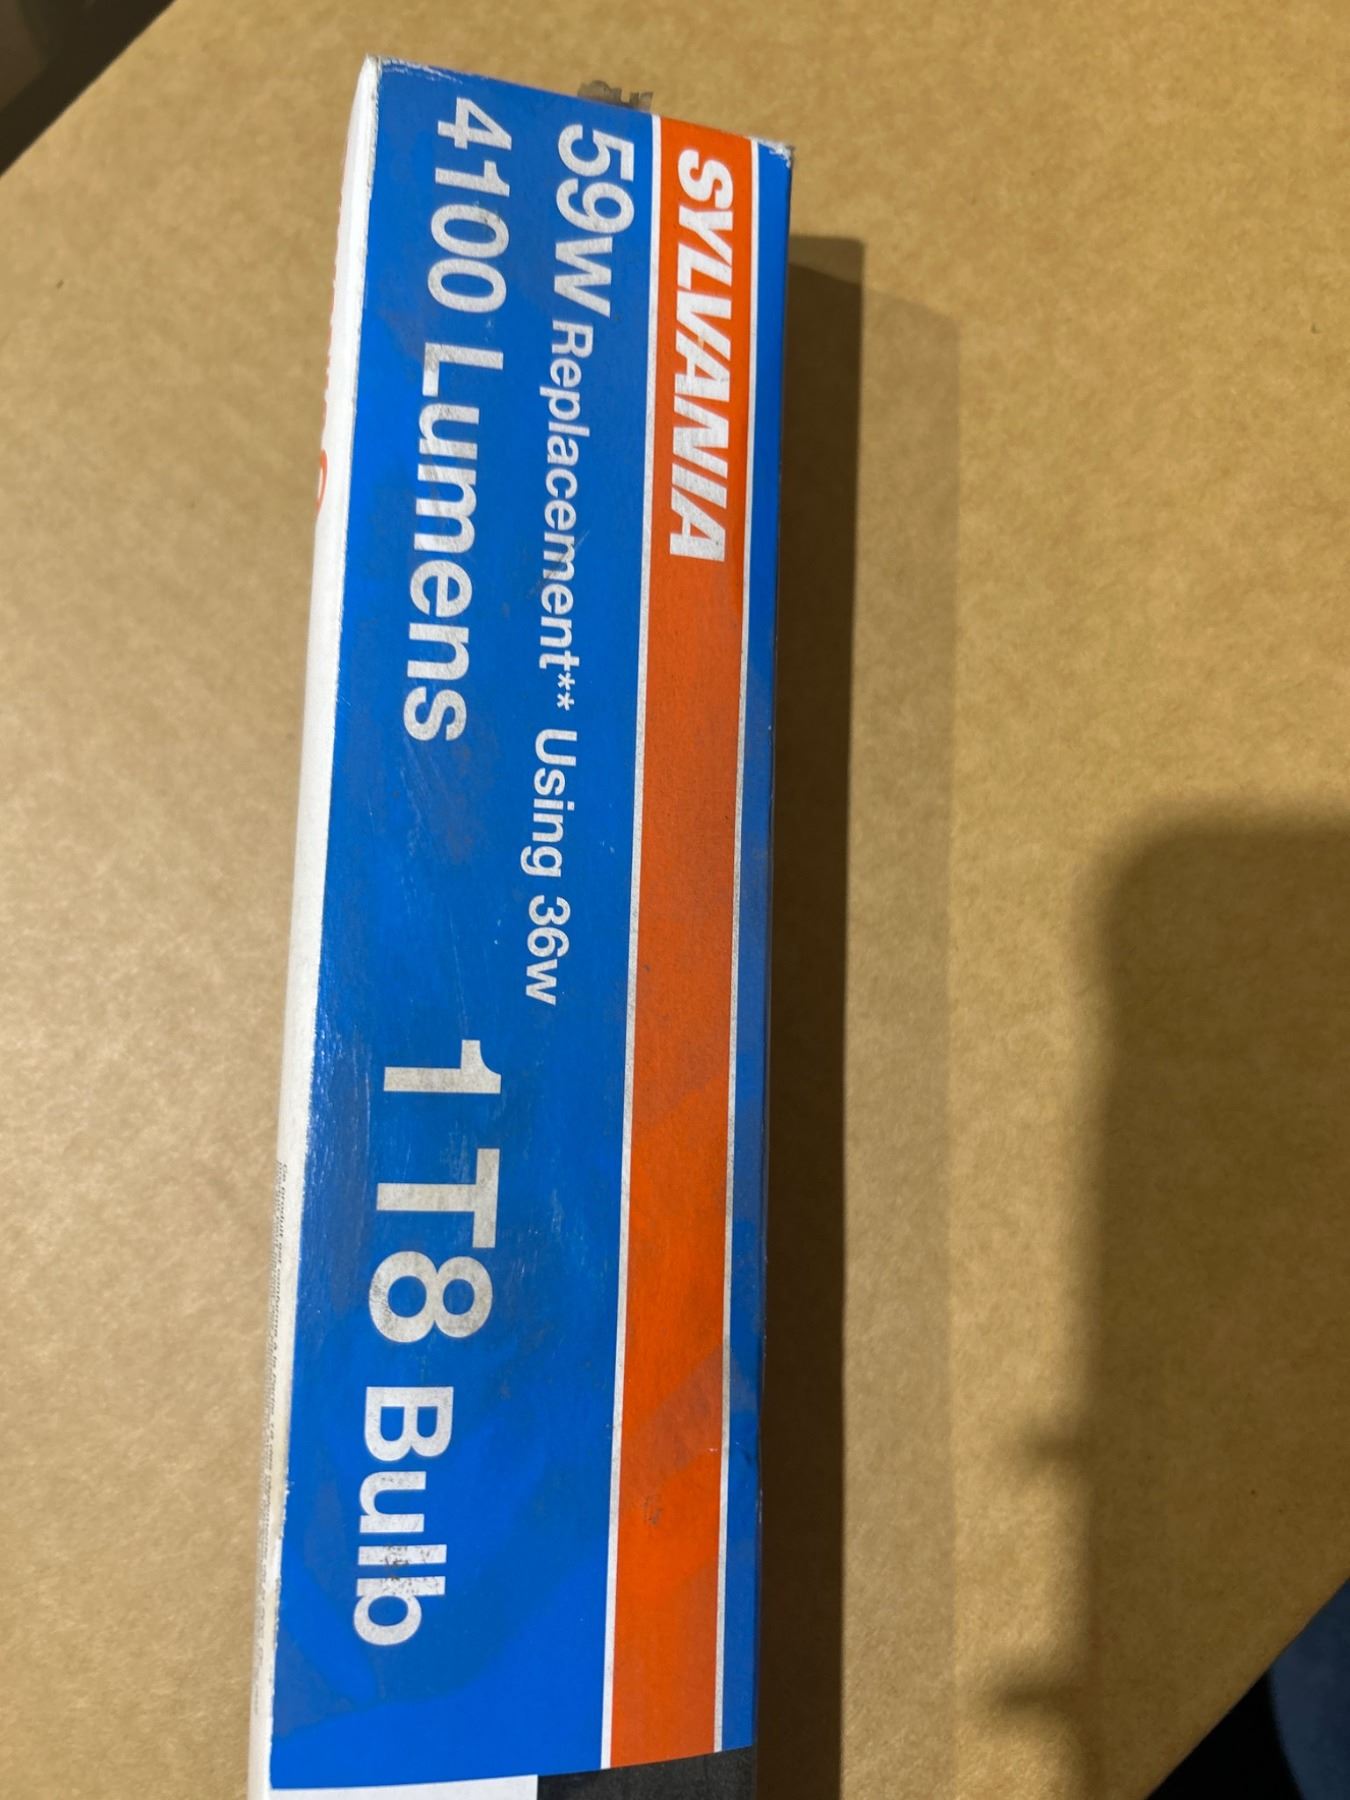 SYLVANIA
59w Replacement** Using 36w
4100 Lumens 1 T8 Bulb